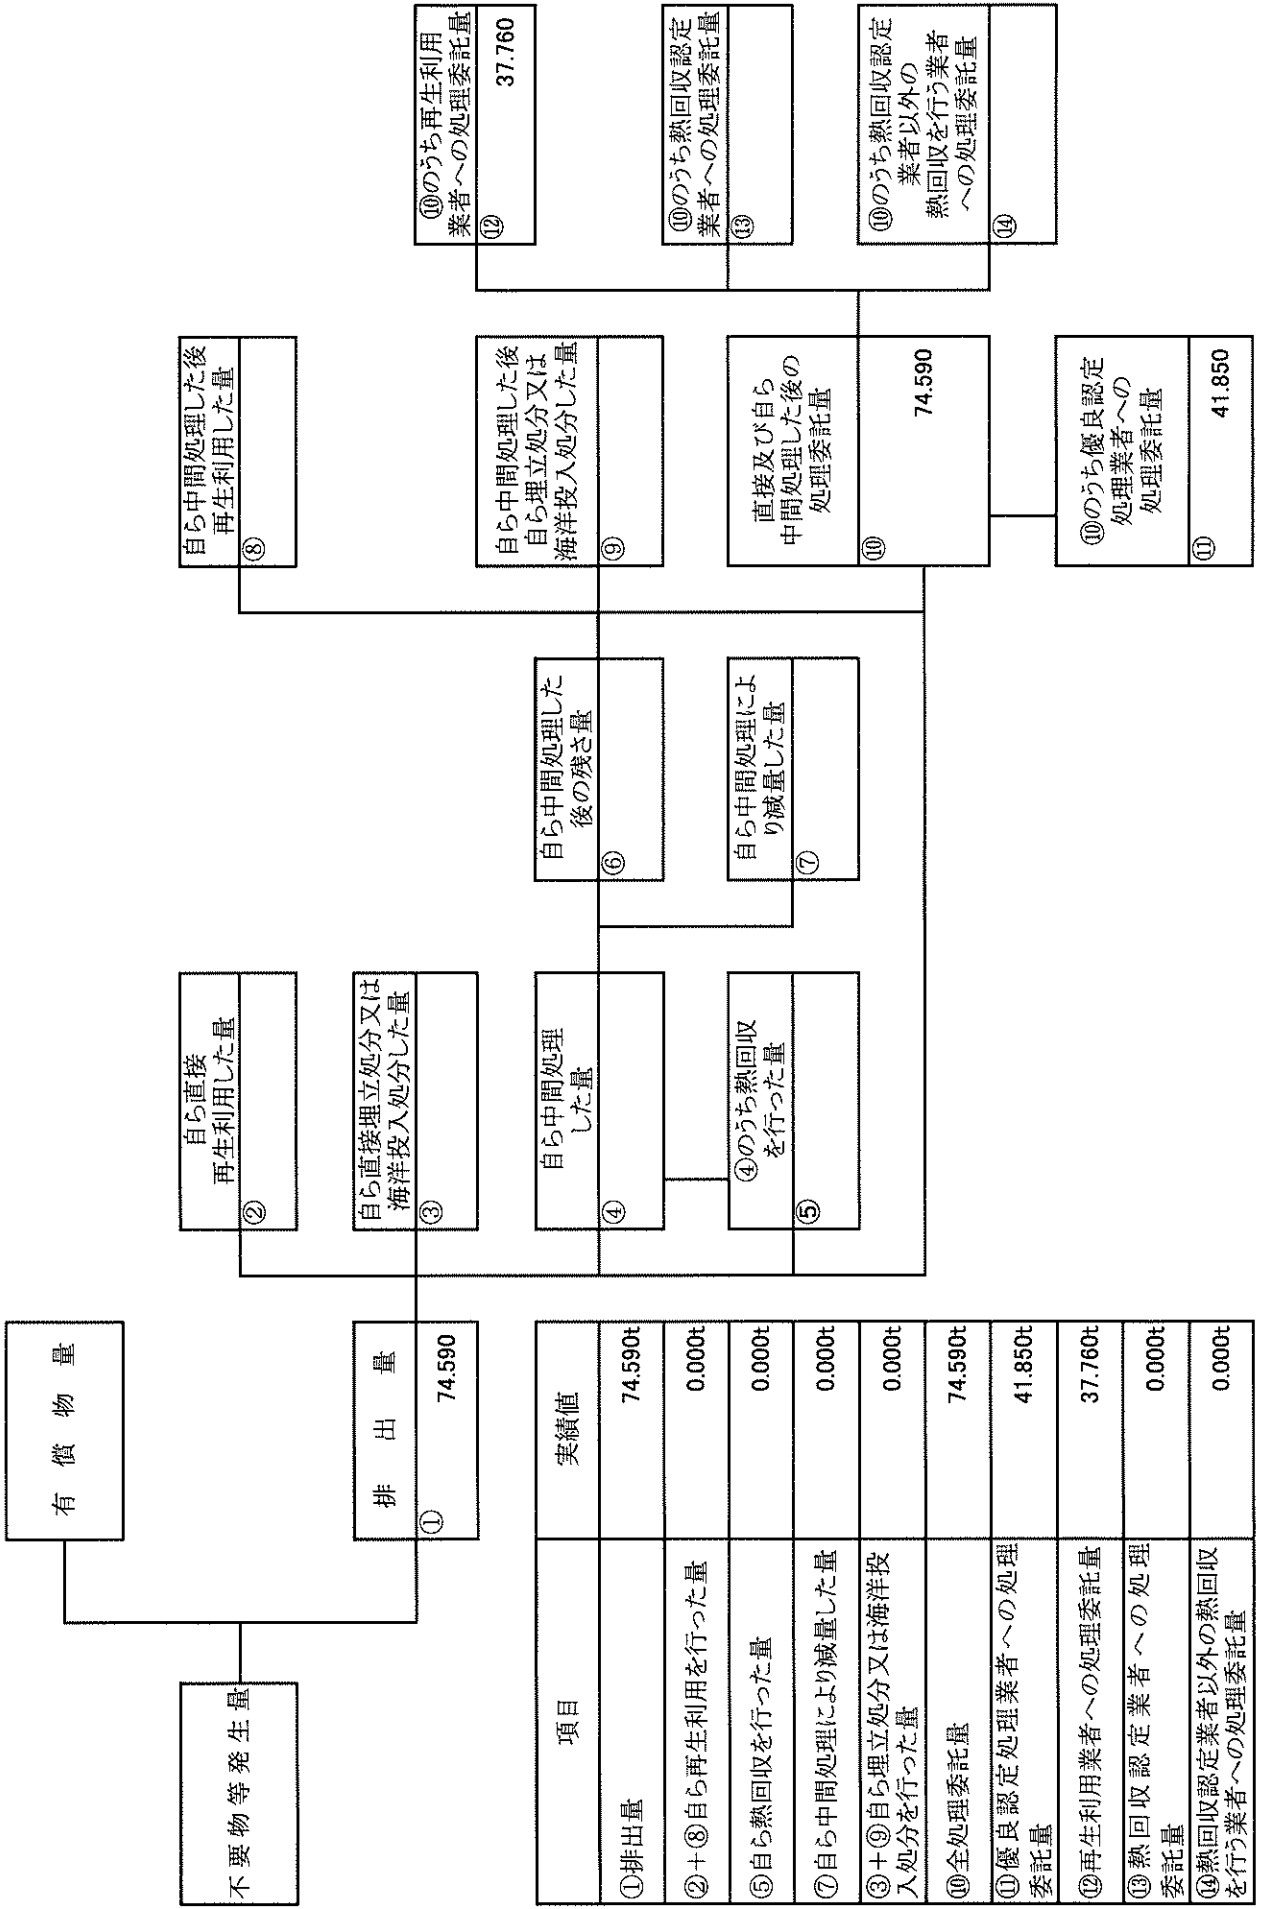 不要物等発生量
有償物量
排出量
①
74.590
自ら直接
再生利用した量
②
自ら直接埋立処分又は
海洋投入処分した量
③
自ら中間処理
した量
④
④のうち熱回収
を行った量
⑤
自ら中間処理した
後の残さ量
⑥
自ら中間処理によ
り減量した量
⑦
自ら中間処理した後
再生利用した量
⑧
自ら中間処理した後
自ら埋立処分又は
海洋投入処分した量
⑨
直接及び自ら
中間処理した後の
処理委託量
⑩
74.590
⑩のうち優良認定
処理業者への
処理委託量
⑪
41.850
⑩のうち再生利用
業者への処理委託量
⑫
37.760
⑩のうち熱回収認定
業者への処理委託量
⑬
⑩のうち熱回収認定
業者以外の
熱回収を行う業者
への処理委託量
⑭
項目 実績値
①排出量 74.590t
②+⑧自ら再生利用を行った量 0.000t
⑤自ら熱回収を行った量 0.000t
⑦自ら中間処理により減量した量 0.000t
③+⑨自ら埋立処分又は海洋投
入処分を行った量 0.000t
⑩全処理委託量 74.590t
⑪優良認定処理業者への処理
委託量 41.850t
⑫再生利用業者への処理委託量 37.760t
⑬熱回収認定業者への処理
委託量 0.000t
⑭熱回収認定業者以外の熱回収
を行う業者への処理委託量 0.000t